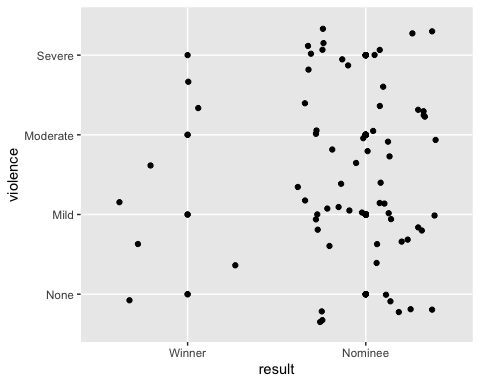 violence
Severe
Moderate
Mild
None
Winner
Nominee
result